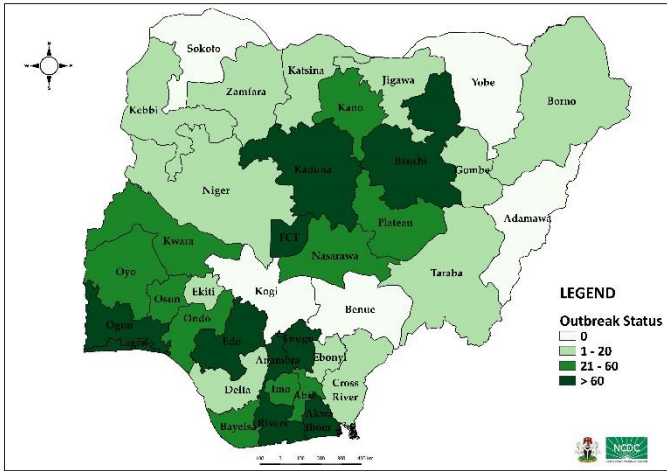 Sokoto
Katsina
Jigawa
Yobe
Borno
Zamfara
Kebbi
Kano
Kaduna
Bauchi
Gombe
Niger
Adamawa
Plateau
FCT
Nasarawa
Taraba
Kwara
Oyo
Kogi
Ekiti
Benue
Osun
Ondo
Ogun
Lagos
Edo
Enugu
Anambra
Ebonyi
Delta
Cross
River
Imo
Abia
Akwa
Ibom
Bayelsa
Rivers
LEGEND
Outbreak Status
0
1 - 20
21 - 60
> 60
NCDC